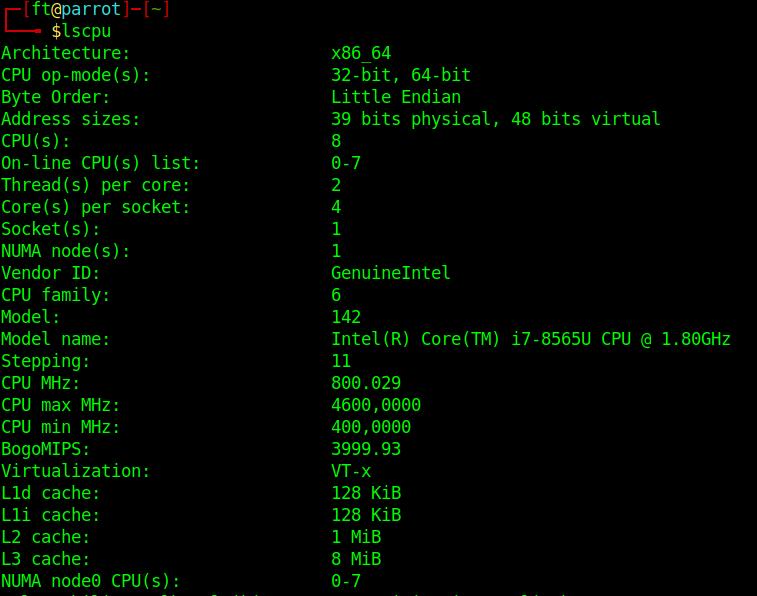 ┌─[ft@parrot]─[~]
└──╼ $lscpu
Architecture: x86_64
CPU op-mode(s): 32-bit, 64-bit
Byte Order: Little Endian
Address sizes: 39 bits physical, 48 bits virtual
CPU(s): 8
On-line CPU(s) list: 0-7
Thread(s) per core: 2
Core(s) per socket: 4
Socket(s): 1
NUMA node(s): 1
Vendor ID: GenuineIntel
CPU family: 6
Model: 142
Model name: Intel(R) Core(TM) i7-8565U CPU @ 1.80GHz
Stepping: 11
CPU MHz: 800.029
CPU max MHz: 4600,0000
CPU min MHz: 400,0000
BogoMIPS: 3999.93
Virtualization: VT-x
L1d cache: 128 KiB
L1i cache: 128 KiB
L2 cache: 1 MiB
L3 cache: 8 MiB
NUMA node0 CPU(s): 0-7